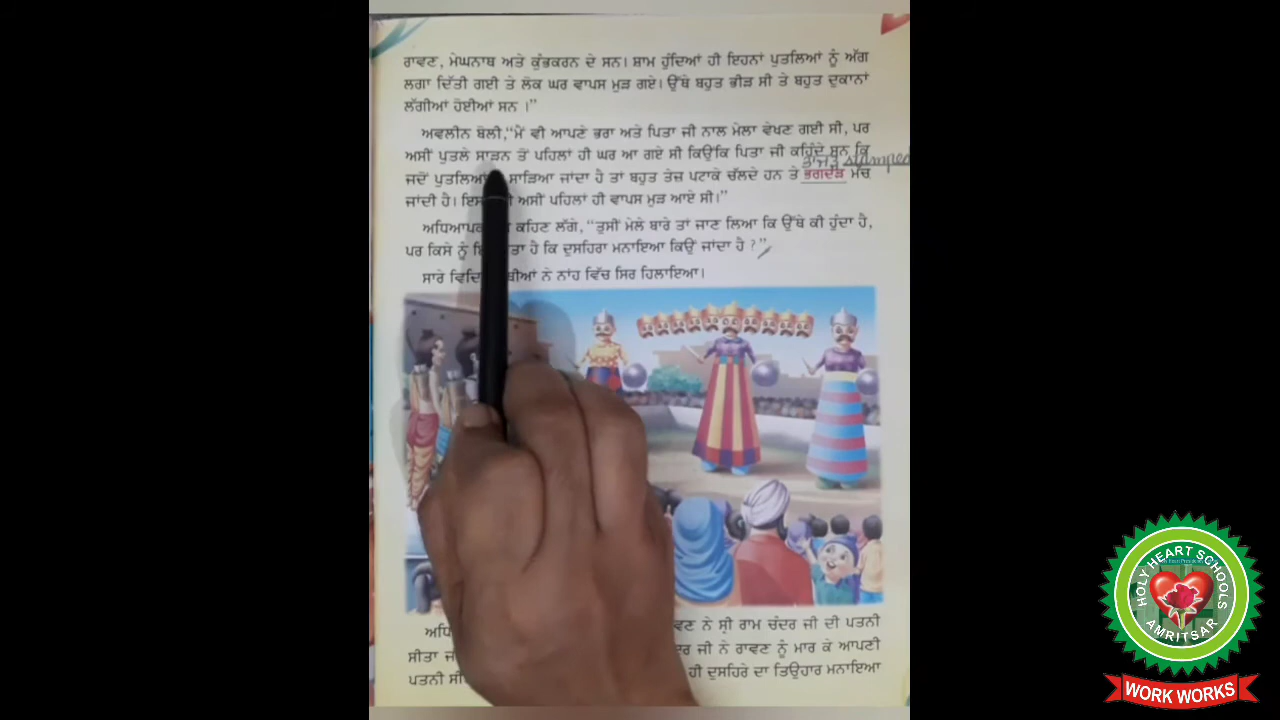 ਰਾਵਣ, ਮੇਘਨਾਥ ਅਤੇ ਕੁੰਭਕਰਨ ਦੇ ਸਨ। ਸ਼ਾਮ ਹੁੰਦਿਆਂ ਹੀ ਇਹਨਾਂ ਪੁਤਲਿਆਂ ਨੂੰ ਅੱਗ
ਲਗਾ ਦਿੱਤੀ ਗਈ ਤੇ ਲੋਕ ਘਰ ਵਾਪਸ ਮੁੜ ਗਏ। ਉੱਥੇ ਬਹੁਤ ਭੀੜ ਸੀ ਤੇ ਬਹੁਤ ਦੁਕਾਨਾਂ
ਲੱਗੀਆਂ ਹੋਈਆਂ ਸਨ ।”
ਅਵਲੀਨ ਬੋਲੀ,“ਮੈਂ ਵੀ ਆਪਣੇ ਭਰਾ ਅਤੇ ਪਿਤਾ ਜੀ ਨਾਲ ਮੇਲਾ ਵੇਖਣ ਗਈ ਸੀ, ਪਰ
ਅਸੀਂ ਪੁਤਲੇ ਸਾੜਨ ਤੋਂ ਪਹਿਲਾਂ ਹੀ ਘਰ ਆ ਗਏ ਸੀ ਕਿਉਂਕਿ ਪਿਤਾ ਜੀ ਕਹਿੰਦੇ ਸਨ ਕਿ
ਜਦੋਂ ਪੁਤਲਿਆਂ ਸਾੜਿਆ ਜਾਂਦਾ ਹੈ ਤਾਂ ਬਹੁਤ ਤੇਜ਼ ਪਟਾਕੇ ਚੱਲਦੇ ਹਨ ਤੇ ਭਗਦੜ ਮੱਚ
ਜਾਂਦੀ ਹੈ। ਅਸੀਂ ਪਹਿਲਾਂ ਹੀ ਵਾਪਸ ਮੁੜ ਆਏ ਸੀ।”
ਕਹਿਣ ਲੱਗੇ, “ਤੁਸੀਂ ਮੇਲੇ ਬਾਰੇ ਤਾਂ ਜਾਣ ਲਿਆ ਕਿ ਉੱਥੇ ਕੀ ਹੁੰਦਾ ਹੈ,
ਪਰ ਕਿਸੇ ਨੂੰ ਹੈ ਕਿ ਦੁਸਹਿਰਾ ਮਨਾਇਆ ਕਿਉਂ ਜਾਂਦਾ ਹੈ ?”
ਸਾਰੇ ਨੇ ਨਾਂਹ ਵਿੱਚ ਸਿਰ ਹਿਲਾਇਆ।
ਨੇ ਸ੍ਰੀ ਰਾਮ ਚੰਦਰ ਜੀ ਦੀ ਪਤਨੀ
ਸੀਤਾ ਜੀ ਨੇ ਰਾਵਣ ਨੂੰ ਮਾਰ ਕੇ ਆਪਣੀ
ਪਤਨੀ ਹੀ ਦੁਸਹਿਰੇ ਦਾ ਤਿਉਹਾਰ ਮਨਾਇਆ
HOLY HEART SCHOOLS
AMRITSAR
WORK WORKS